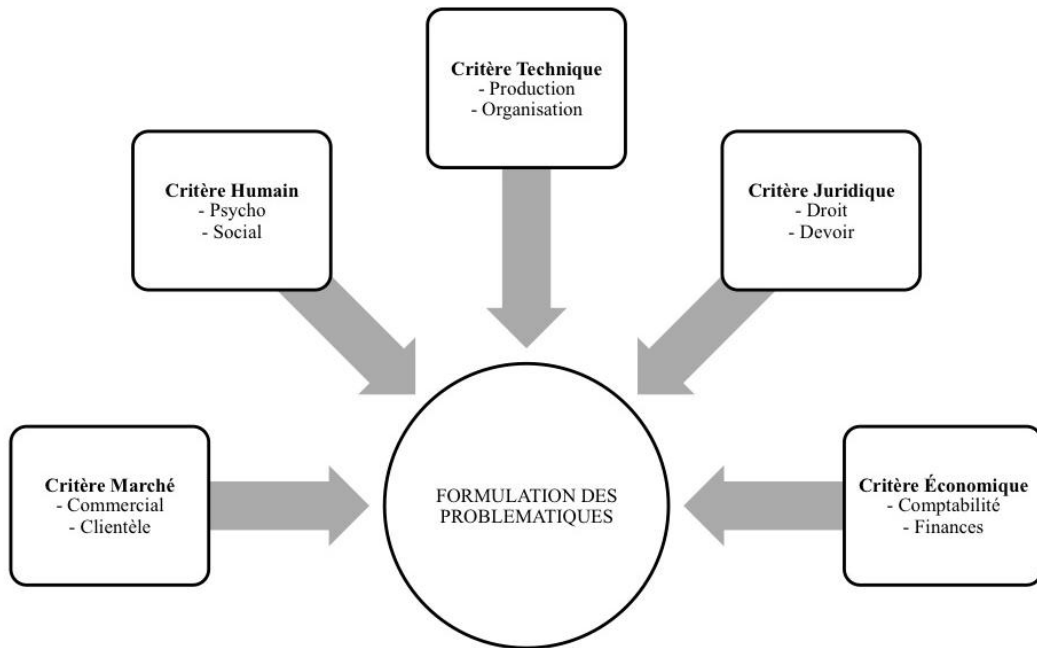 Critère Technique
- Production
- Organisation
Critère Humain
- Psycho
- Social
Critère Juridique
- Droit
- Devoir
Critère Marché
- Commercial
- Clientèle
FORMULATION DES
PROBLEMATIQUES
Critère Économique
- Comptabilité
- Finances